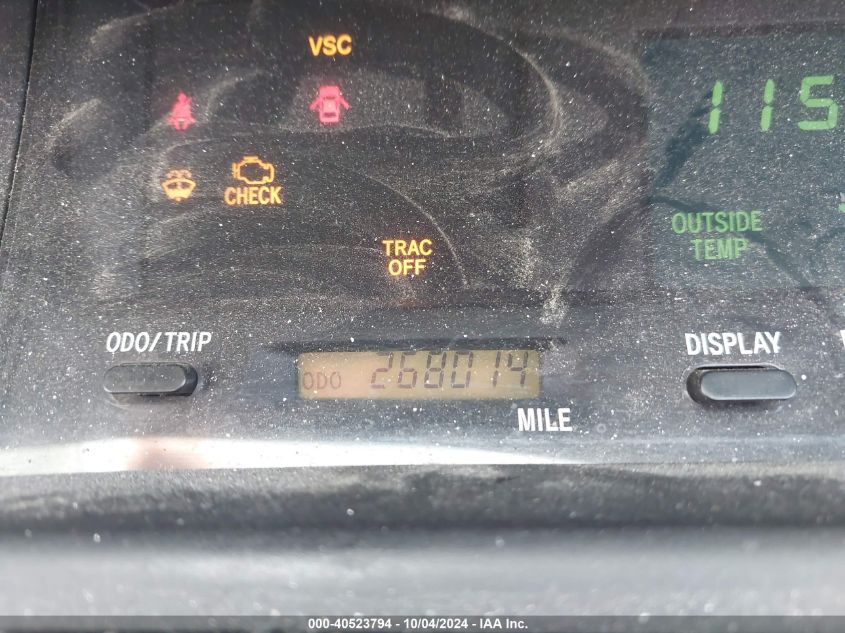 VSC
115
CHECK
OUTSIDE
TEMP
TRAC
OFF
ODO/TRIP
DISPLAY
ODO 268014
MILE
000-40523794 - 10/04/2024 - IAA Inc.